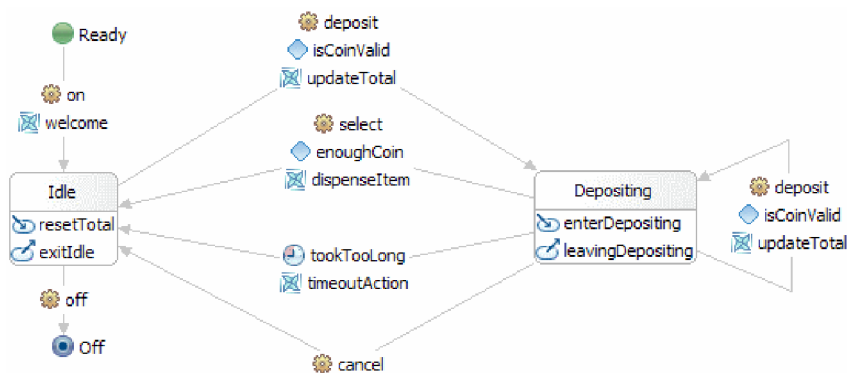 Ready
on
welcome
deposit
isCoinValid
updateTotal
select
enoughCoin
dispenseItem
Idle
resetTotal
exitIdle
Depositing
enterDepositing
leavingDepositing
deposit
isCoinValid
updateTotal
tookTooLong
timeoutAction
off
Off
cancel